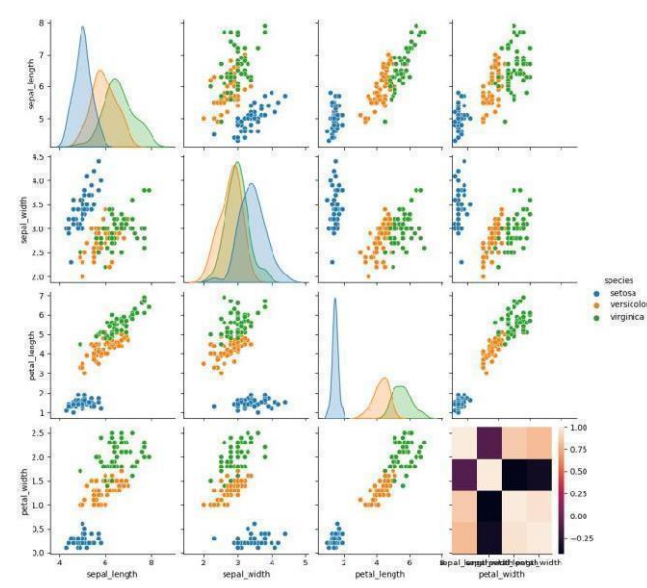 8
7
6
5
sepal_length
4.5
4.0
3.5
3.0
2.5
2.0
sepal_width
7
6
5
4
3
2
1
petal_length
2.5
2.0
1.5
1.0
0.5
0.0
petal_width
species
setosa
versicolor
virginica
1.00
0.75
0.50
0.25
0.00
−0.25
4 6 8
2 3 4 5
2 4 6
sepal_length
sepal_width
petal_length
petal_width